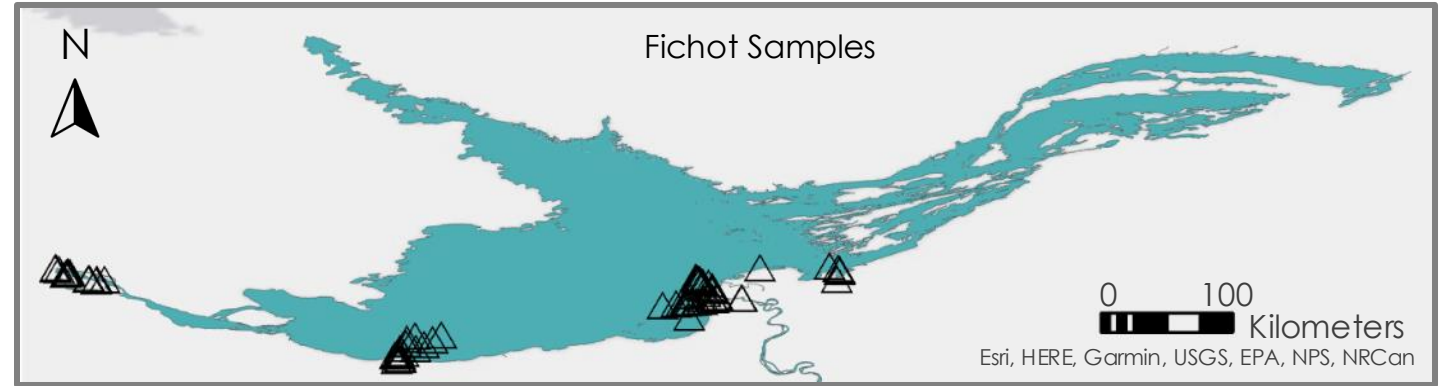 Fichot Samples
N
0 100
Kilometers
Esri, HERE, Garmin, USGS, EPA, NPS, NRCan